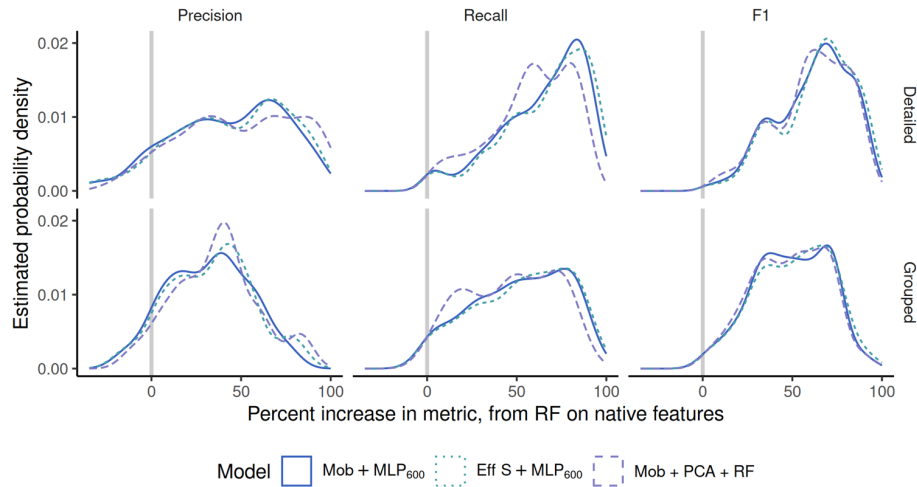 Precision Recall F1
0.02
0.01
0.00
Detailed
0.02
0.01
0.00
Grouped
Estimated probability density
0 50 100 0 50 100 0 50 100
Percent increase in metric, from RF on native features
Model Mob + MLP₆₀₀ Eff S + MLP₆₀₀ Mob + PCA + RF